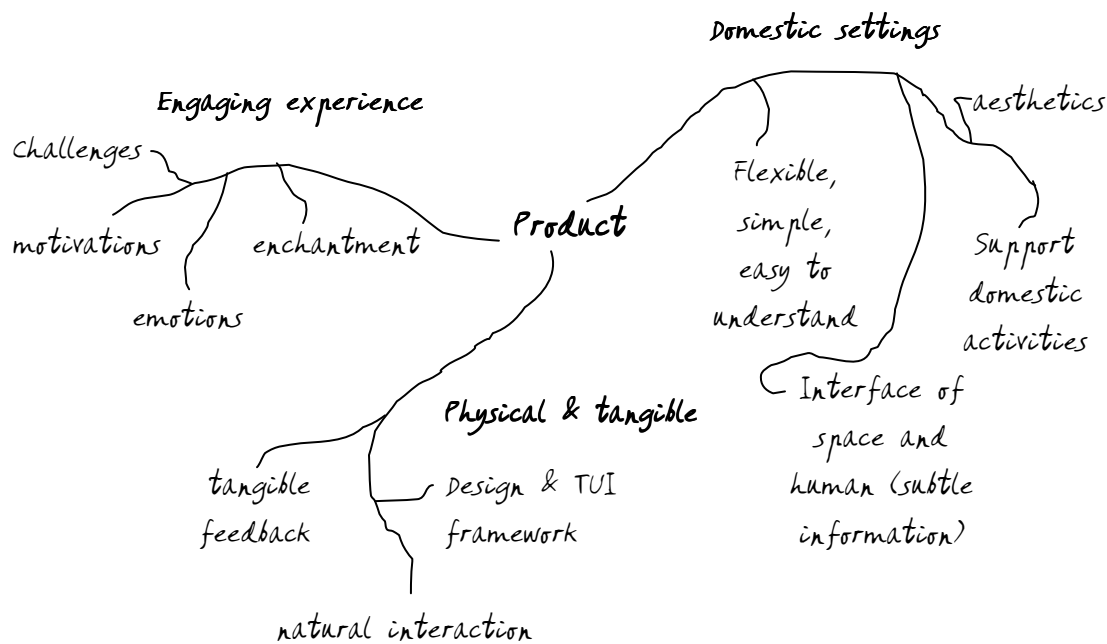 Domestic settings
Engaging experience
aesthetics
Challenges
Flexible,
simple,
easy to
understand
Product
motivations
enchantment
Support
domestic
activities
emotions
Physical & tangible
Interface of
space and
human (subtle
information)
tangible
feedback
Design & TUI
framework
natural interaction